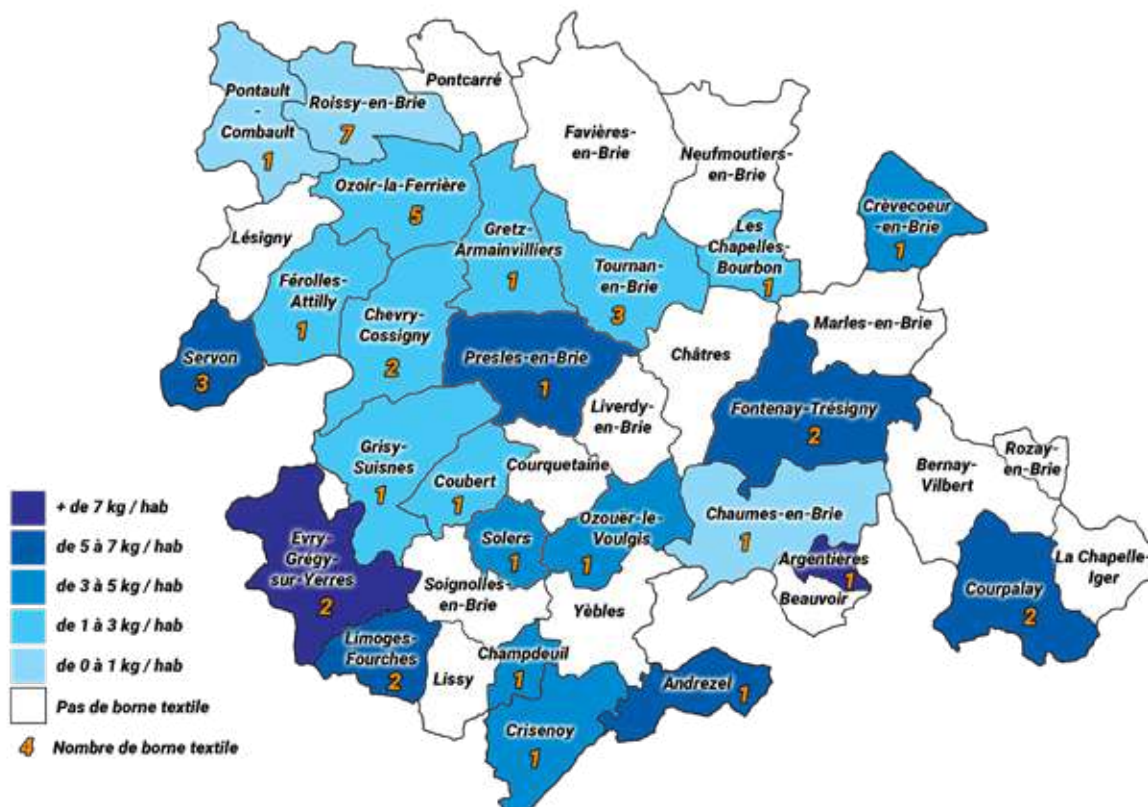 Pontcarré
Pontault
-
Combault
1
Roissy-en-Brie
7
Favières-
en-Brie
Neufmoutiers-
en-Brie
Ozoir-la-Ferrière
5
Crèvecoeur
-en-Brie
1
Lésigny
Gretz-
Armainvilliers
1
Les
Chapelles-
Bourbon
1
Tournan-
en-Brie
3
Férolles-
Attilly
1
Chevry-
Cossigny
2
Marles-en-Brie
Servon
3
Presles-en-Brie
1
Châtres
Liverdy-
en-Brie
Fontenay-Trésigny
2
Grisy-
Suisnes
1
Courquetaine
Coubert
1
Bernay-
Vilbert
Rozay-
en-Brie
Ozouër-le-
Voulgis
1
Chaumes-en-Brie
1
Solers
1
Evry-
Grégy-
sur-Yerres
2
Argentières
1
La Chapelle-
Iger
Soignolles-
en-Brie
Beauvoir
Courpalay
2
Yèbles
Limoges-
Fourches
2
Champdeuil
1
Lissy
Andrezel
1
Crisenoy
1
+ de 7 kg / hab
de 5 à 7 kg / hab
de 3 à 5 kg / hab
de 1 à 3 kg / hab
de 0 à 1 kg / hab
Pas de borne textile
4 Nombre de borne textile